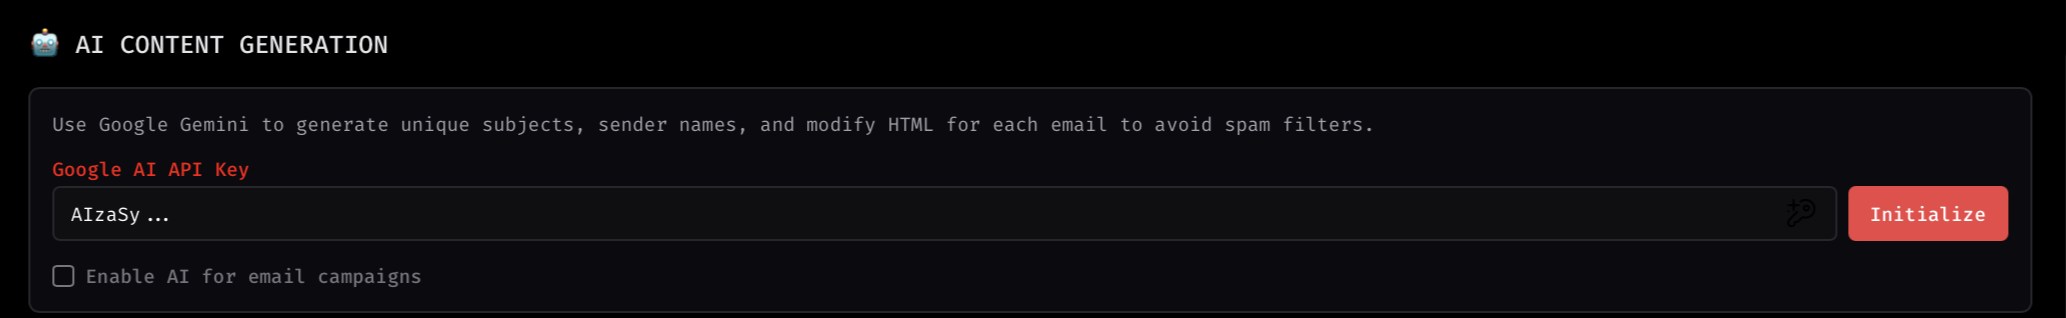 🤖 AI CONTENT GENERATION
Use Google Gemini to generate unique subjects, sender names, and modify HTML for each email to avoid spam filters.
Google AI API Key
AIzaSy...
Initialize
Enable AI for email campaigns